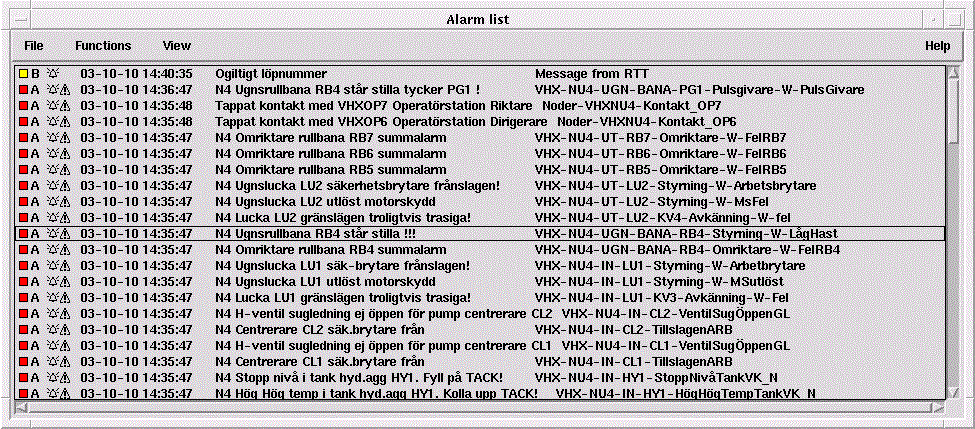 Alarm list
File Functions View Help
B 03-10-10 14:40:35 Ogiltigt löpnummer Message from RTT
A 03-10-10 14:36:47 N4 Ugnsrullbana RB4 står stilla tycker PG1 ! VHX-NU4-UGN-BANA-PG1-Pulsgivare-W-PulsGivare
A 03-10-10 14:35:48 Tappat kontakt med VHXOP7 Operatörstation Riktare Noder-VHXNU4-Kontakt_OP7
A 03-10-10 14:35:48 Tappat kontakt med VHXOP6 Operatörstation Dirigerare Noder-VHXNU4-Kontakt_OP6
A 03-10-10 14:35:47 N4 Omriktare rullbana RB7 summalarm VHX-NU4-UT-RB7-Omriktare-W-FelRB7
A 03-10-10 14:35:47 N4 Omriktare rullbana RB6 summalarm VHX-NU4-UT-RB6-Omriktare-W-FelRB6
A 03-10-10 14:35:47 N4 Omriktare rullbana RB5 summalarm VHX-NU4-UT-RB5-Omriktare-W-FelRB5
A 03-10-10 14:35:47 N4 Ugnslucka LU2 säkerhetsbrytare frånslagen! VHX-NU4-UT-LU2-Styrning-W-Arbetsbrytare
A 03-10-10 14:35:47 N4 Ugnslucka LU2 utlöst motorskydd VHX-NU4-UT-LU2-Styrning-W-MsFel
A 03-10-10 14:35:47 N4 Lucka LU2 gränslägen troligtvis trasiga! VHX-NU4-UT-LU2-KV4-Avkänning-W-fel
A 03-10-10 14:35:47 N4 Ugnsrullbana RB4 står stilla !!! VHX-NU4-UGN-BANA-RB4-Styrning-W-LågHast
A 03-10-10 14:35:47 N4 Omriktare rullbana RB4 summalarm VHX-NU4-UGN-BANA-RB4-Omriktare-W-FelRB4
A 03-10-10 14:35:47 N4 Ugnslucka LU1 säk-brytare frånslagen! VHX-NU4-IN-LU1-Styrning-W-Arbetbrytare
A 03-10-10 14:35:47 N4 Ugnslucka LU1 utlöst motorskydd VHX-NU4-IN-LU1-Styrning-W-MSutlöst
A 03-10-10 14:35:47 N4 Lucka LU1 gränslägen troligtvis trasiga! VHX-NU4-IN-LU1-KV3-Avkänning-W-Fel
A 03-10-10 14:35:47 N4 H-ventil sugledning ej öppen för pump centrerare CL2 VHX-NU4-IN-CL2-VentilSugÖppenGL
A 03-10-10 14:35:47 N4 Centrerare CL2 säk.brytare från VHX-NU4-IN-CL2-TillslagenARB
A 03-10-10 14:35:47 N4 H-ventil sugledning ej öppen för pump centrerare CL1 VHX-NU4-IN-CL1-VentilSugÖppenGL
A 03-10-10 14:35:47 N4 Centrerare CL1 säk.brytare från VHX-NU4-IN-CL1-TillslagenARB
A 03-10-10 14:35:47 N4 Stopp nivå i tank hyd.agg HY1. Fyll på TACK! VHX-NU4-IN-HY1-StoppNivåTankVK_N
A 03-10-10 14:35:47 N4 Hög Hög temp i tank hyd.agg HY1. Kolla upp TACK! VHX-NU4-IN-HY1-HögHögTempTankVK_N